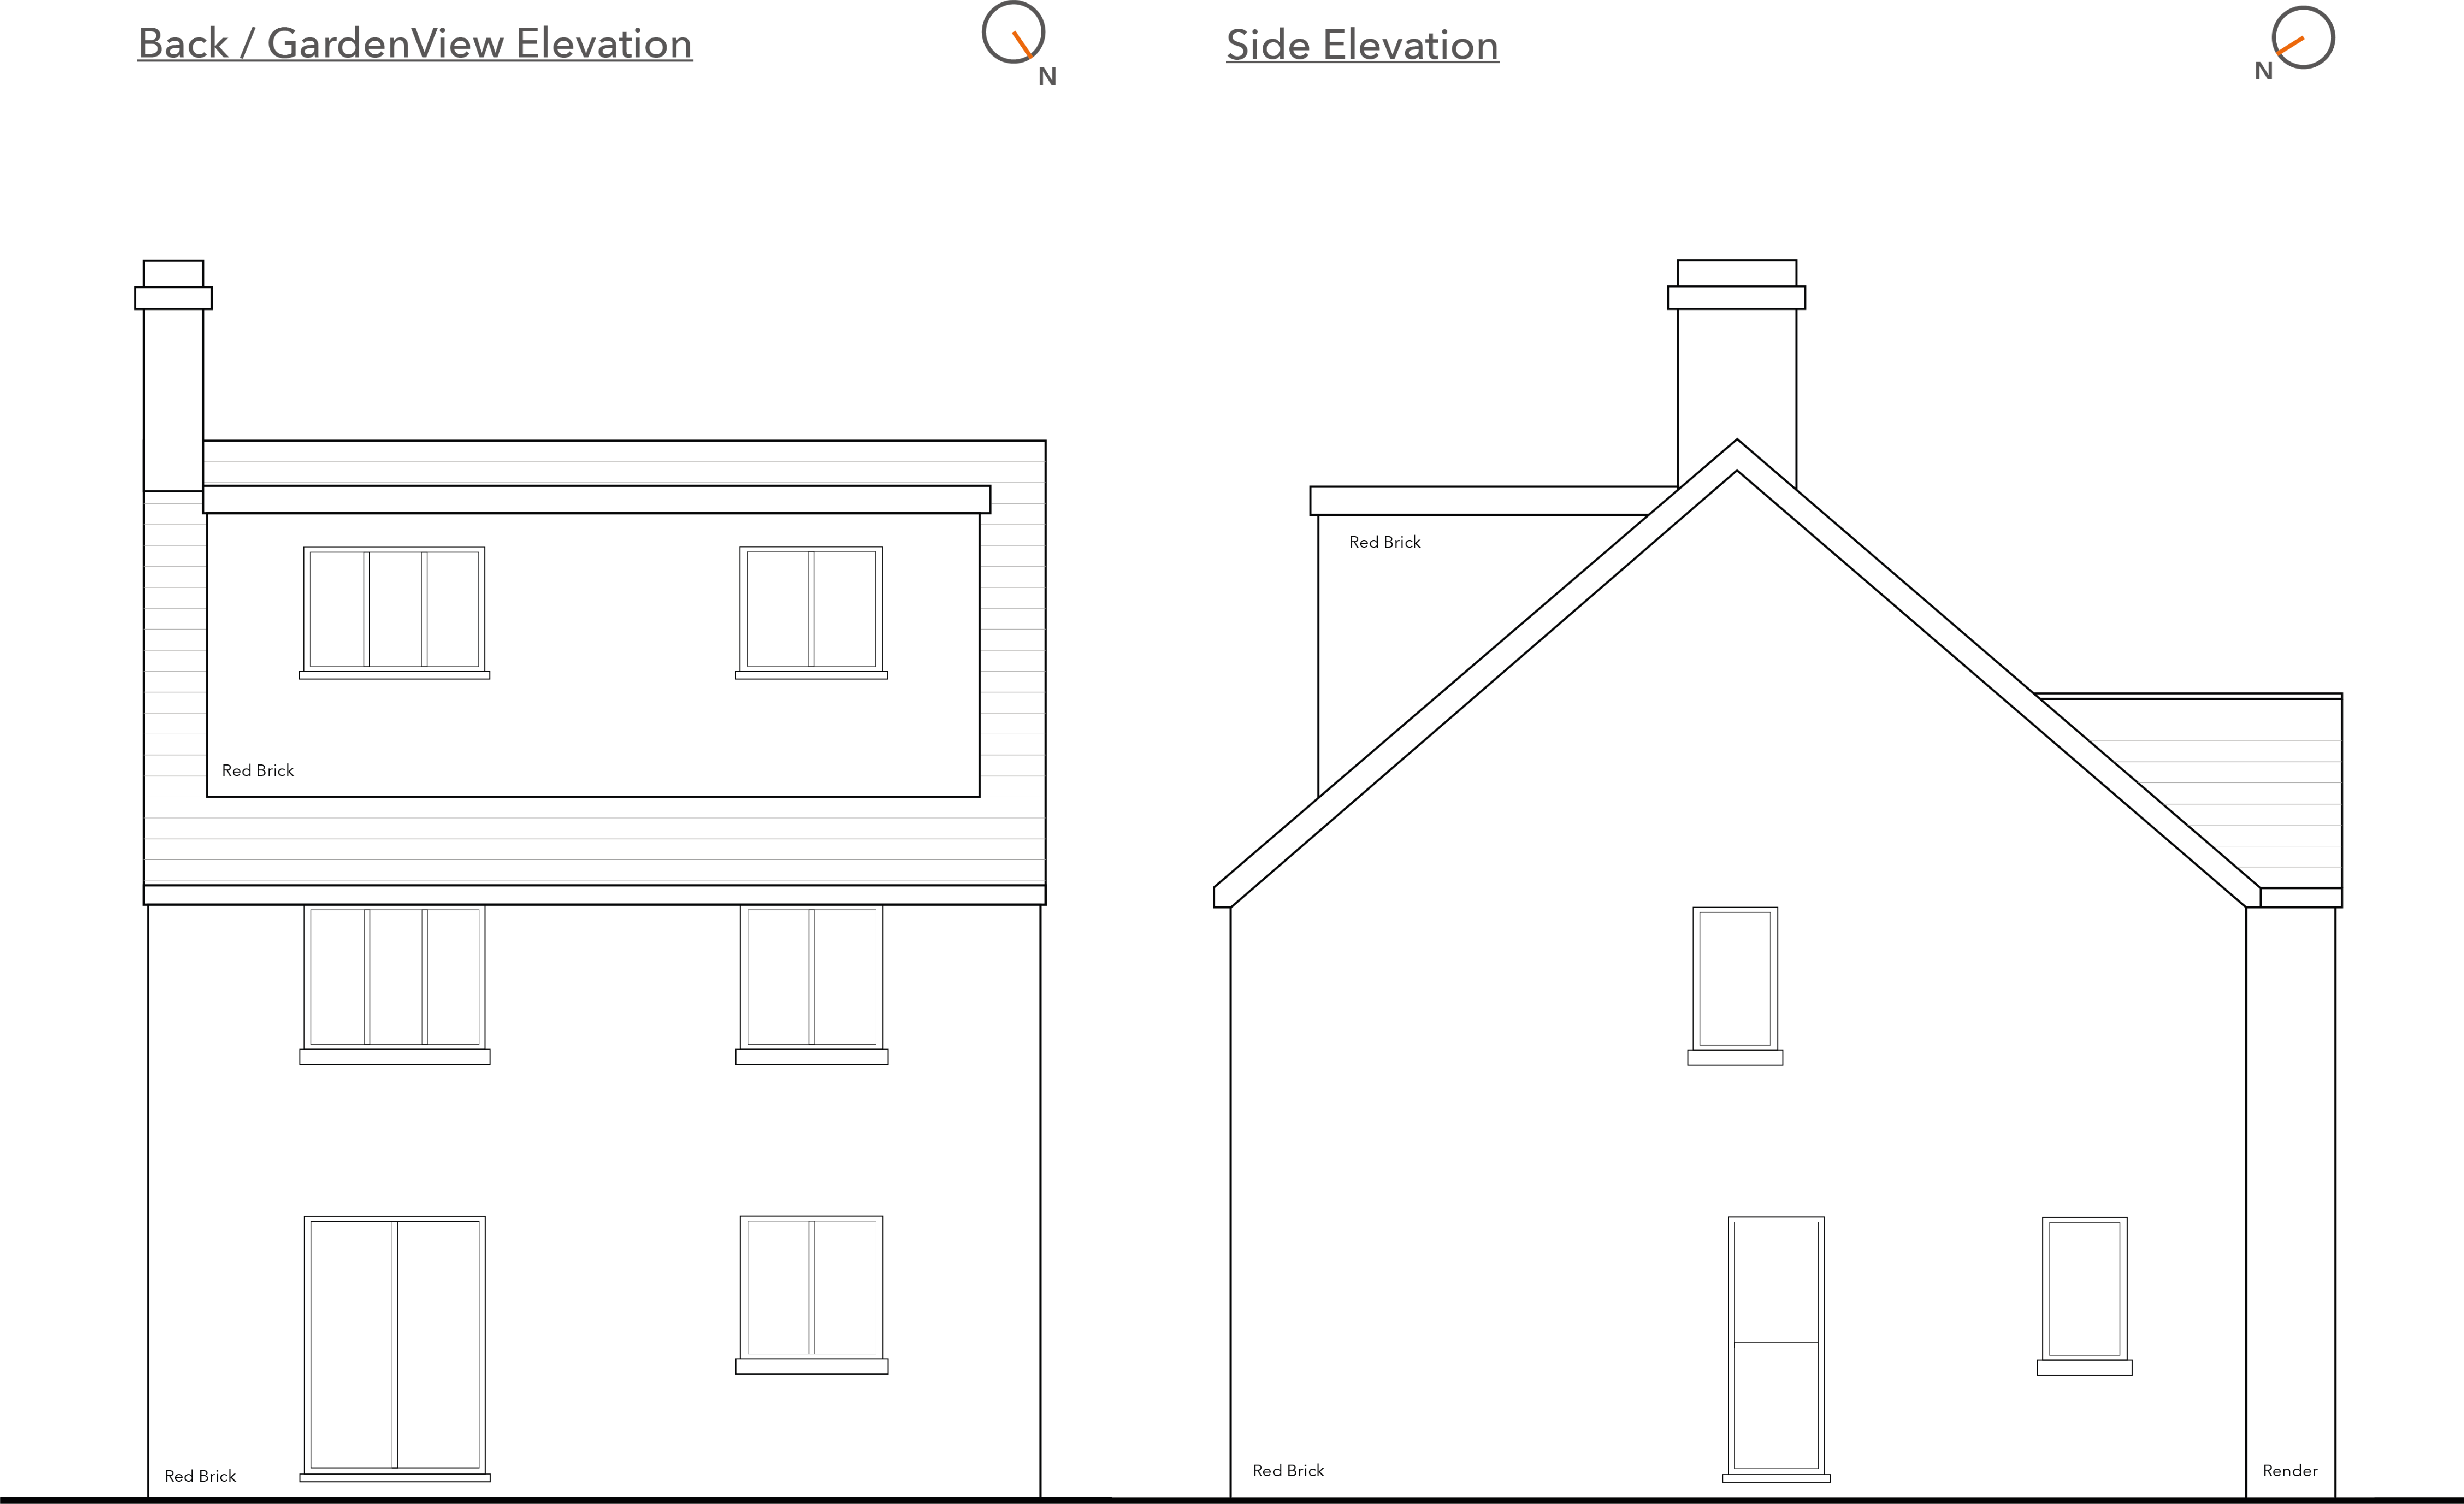 Back / GardenView Elevation
N
Side Elevation
N
Red Brick
Red Brick
Red Brick
Red Brick
Render